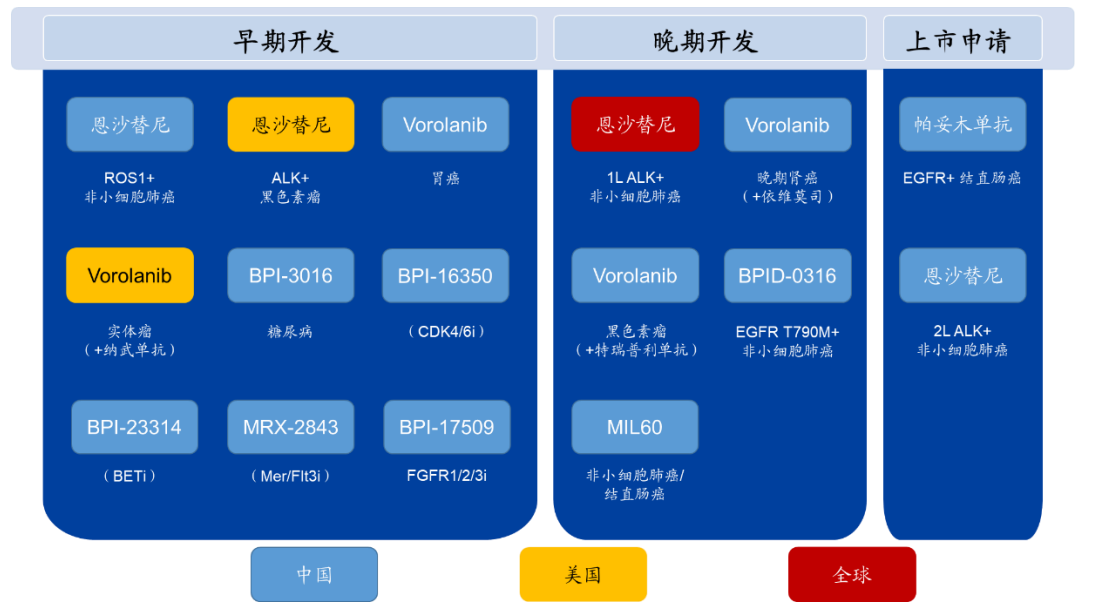 早期开发
恩沙替尼
恩沙替尼
Vorolanib
ROS1+
非小细胞肺癌
ALK+
黑色素瘤
胃癌
Vorolanib
BPI-3016
BPI-16350
实体瘤
（+纳武单抗）
糖尿病
（CDK4/6i）
BPI-23314
MRX-2843
BPI-17509
（BETi）
（Mer/Flt3i）
FGFR1/2/3i
晚期开发
恩沙替尼
Vorolanib
1L ALK+
非小细胞肺癌
晚期肾癌
（+依维莫司）
Vorolanib
BPID-0316
黑色素瘤
（+特瑞普利单抗）
EGFR T790M+
非小细胞肺癌
MIL60
非小细胞肺癌/
结直肠癌
上市申请
帕妥木单抗
EGFR+ 结直肠癌
恩沙替尼
2L ALK+
非小细胞肺癌
中国
美国
全球